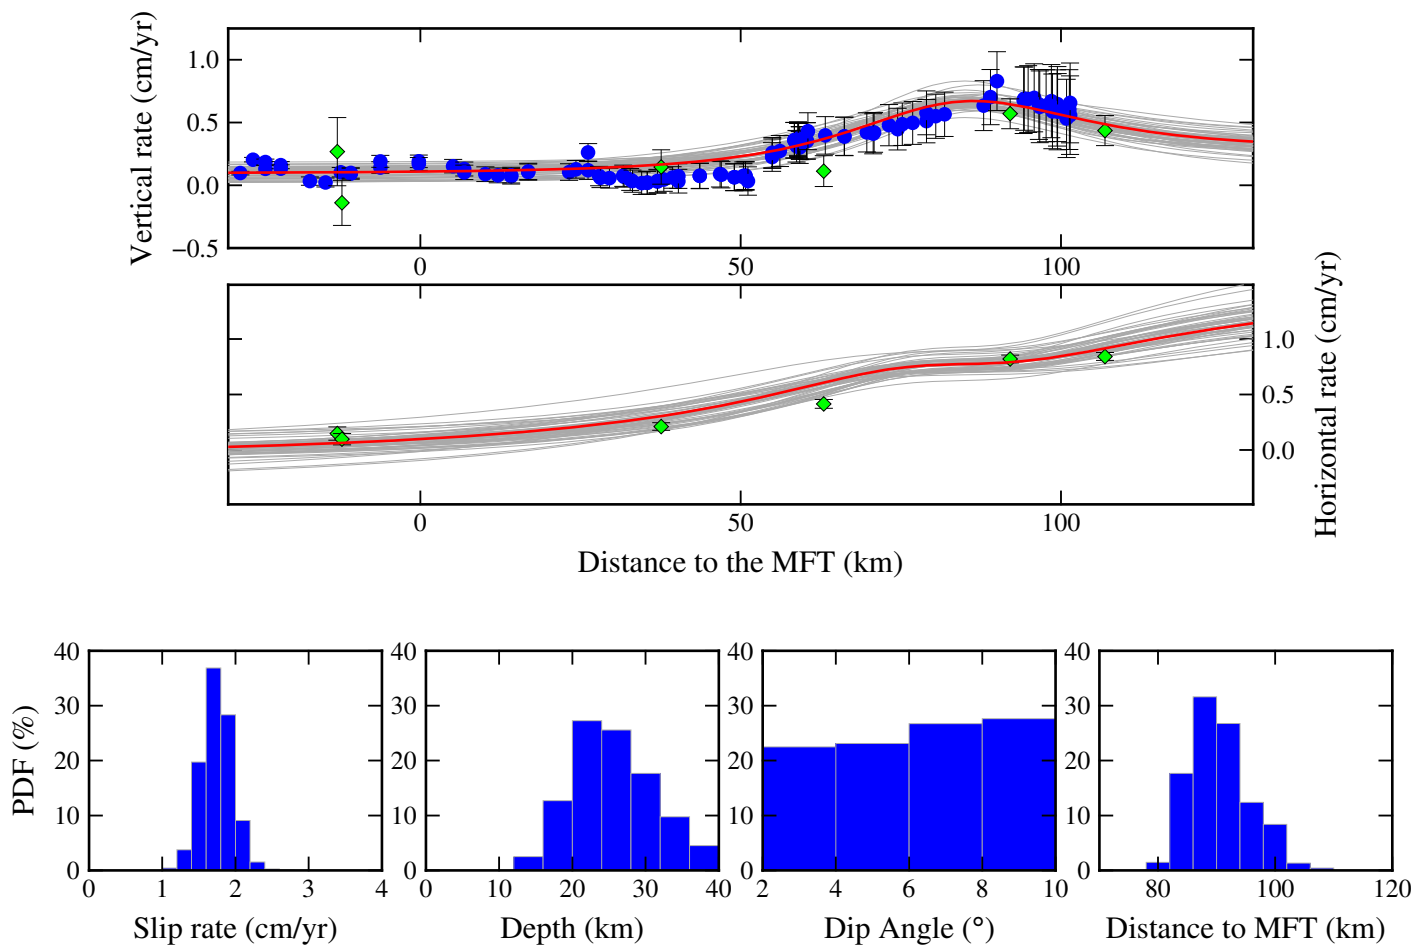 Vertical rate (cm/yr)
1.0
0.5
0.0
−0.5
0 50 100
Horizontal rate (cm/yr)
1.0
0.5
0.0
0 50 100
Distance to the MFT (km)
PDF (%)
40 40 40 40
30 30 30 30
20 20 20 20
10 10 10 10
0 0 0 0
0 1 2 3 4 0 10 20 30 40 2 4 6 8 10 80 100 120
Slip rate (cm/yr) Depth (km) Dip Angle (°) Distance to MFT (km)